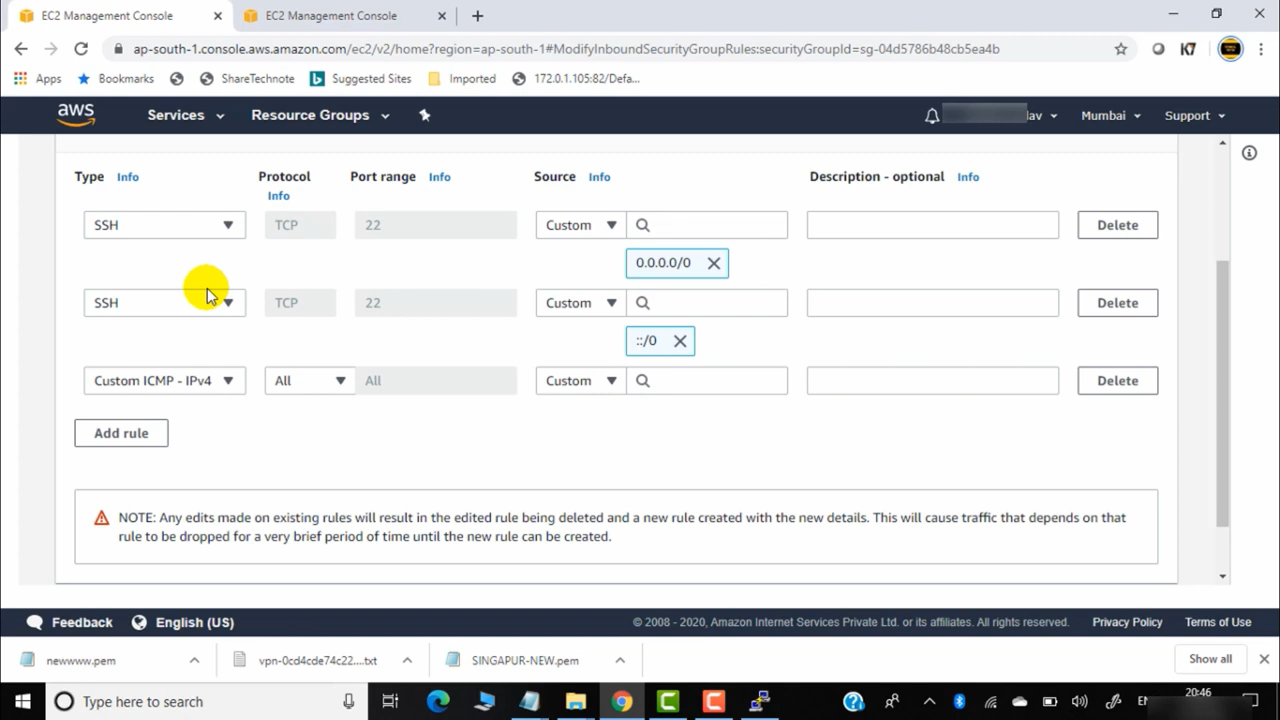 EC2 Management Console
EC2 Management Console
ap-south-1.console.aws.amazon.com/ec2/v2/home?region=ap-south-1#ModifyInboundSecurityGroupRules:securityGroupId=sg-04d5786b48cb5ea4b
K7
Apps Bookmarks ShareTechnote Suggested Sites Imported 172.0.1.105:82/Defa...
aws Services Resource Groups lav Mumbai Support
Type Info Protocol Info Port range Info Source Info Description - optional Info
SSH TCP 22 Custom Delete
0.0.0.0/0
SSH TCP 22 Custom Delete
::/0
Custom ICMP - IPv4 All All Custom Delete
Add rule
NOTE: Any edits made on existing rules will result in the edited rule being deleted and a new rule created with the new details. This will cause traffic that depends on that
rule to be dropped for a very brief period of time until the new rule can be created.
Feedback English (US) © 2008 - 2020, Amazon Internet Services Private Ltd. or its affiliates. All rights reserved. Privacy Policy Terms of Use
newwww.pem vpn-0cd4cde74c22....txt SINGAPUR-NEW.pem Show all
Type here to search 20:46